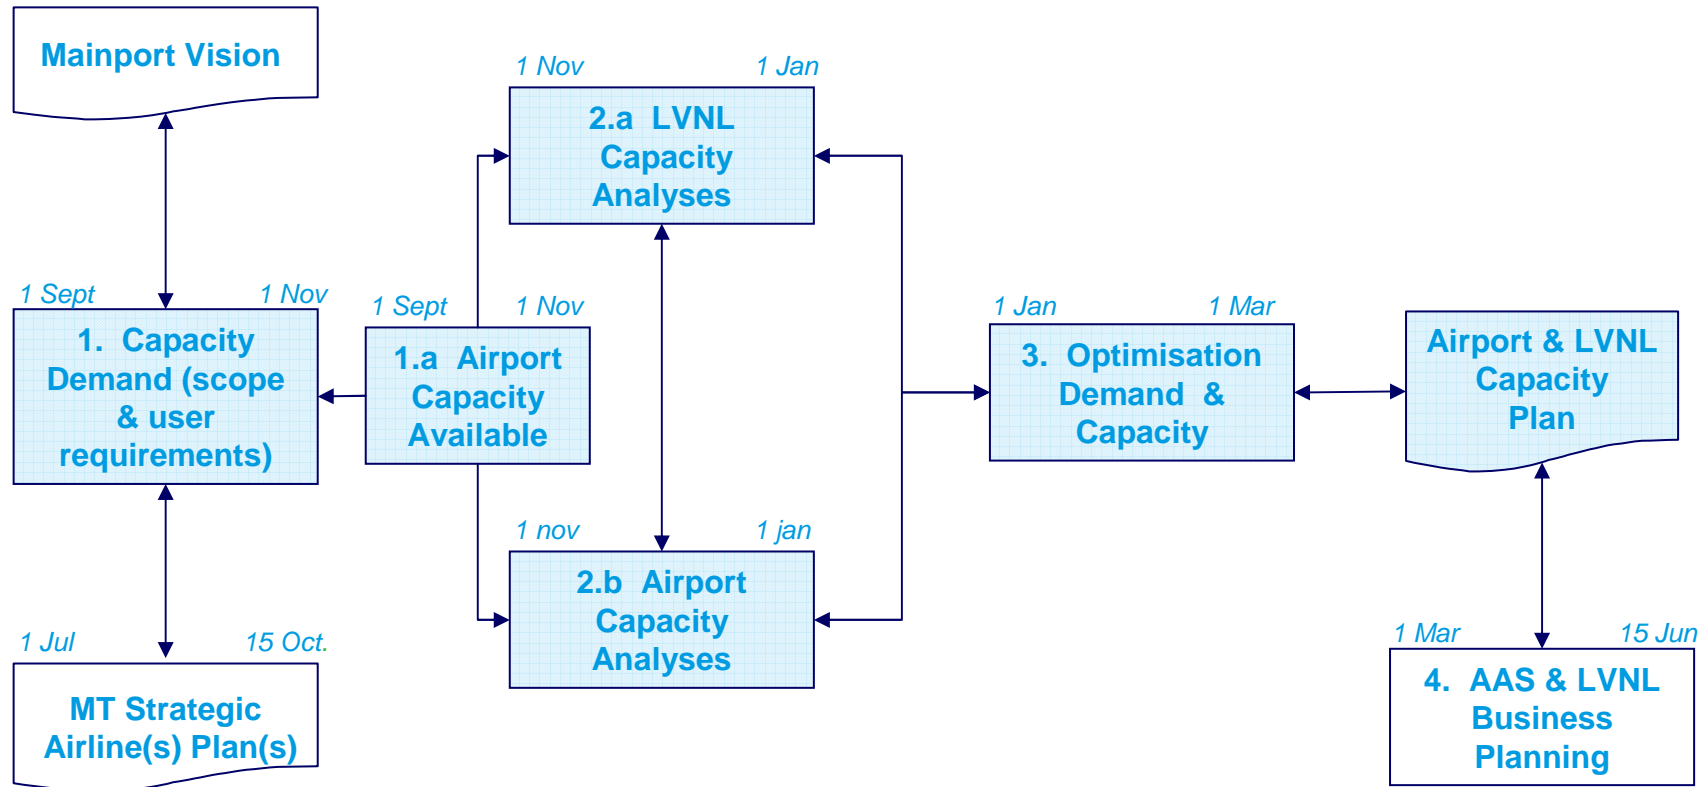 Mainport Vision
1 Sept 1 Nov
1. Capacity
Demand (scope
& user
requirements)
1 Jul 15 Oct.
MT Strategic
Airline(s) Plan(s)
1 Sept 1 Nov
1.a Airport
Capacity
Available
1 Nov 1 Jan
2.a LVNL
Capacity
Analyses
1 nov 1 jan
2.b Airport
Capacity
Analyses
1 Jan 1 Mar
3. Optimisation
Demand &
Capacity
Airport & LVNL
Capacity
Plan
1 Mar 15 Jun
4. AAS & LVNL
Business
Planning